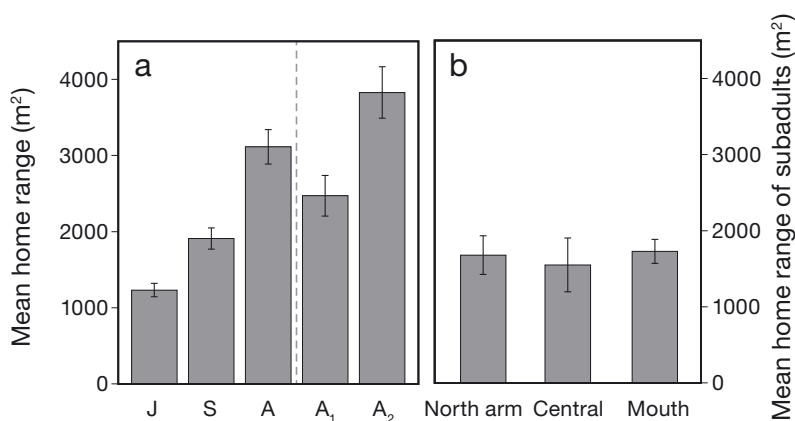 a
Mean home range (m²)
4000
3000
2000
1000
0
J S A A₁ A₂
b
4000
3000
2000
1000
0
Mean home range of subadults (m²)
North arm Central Mouth